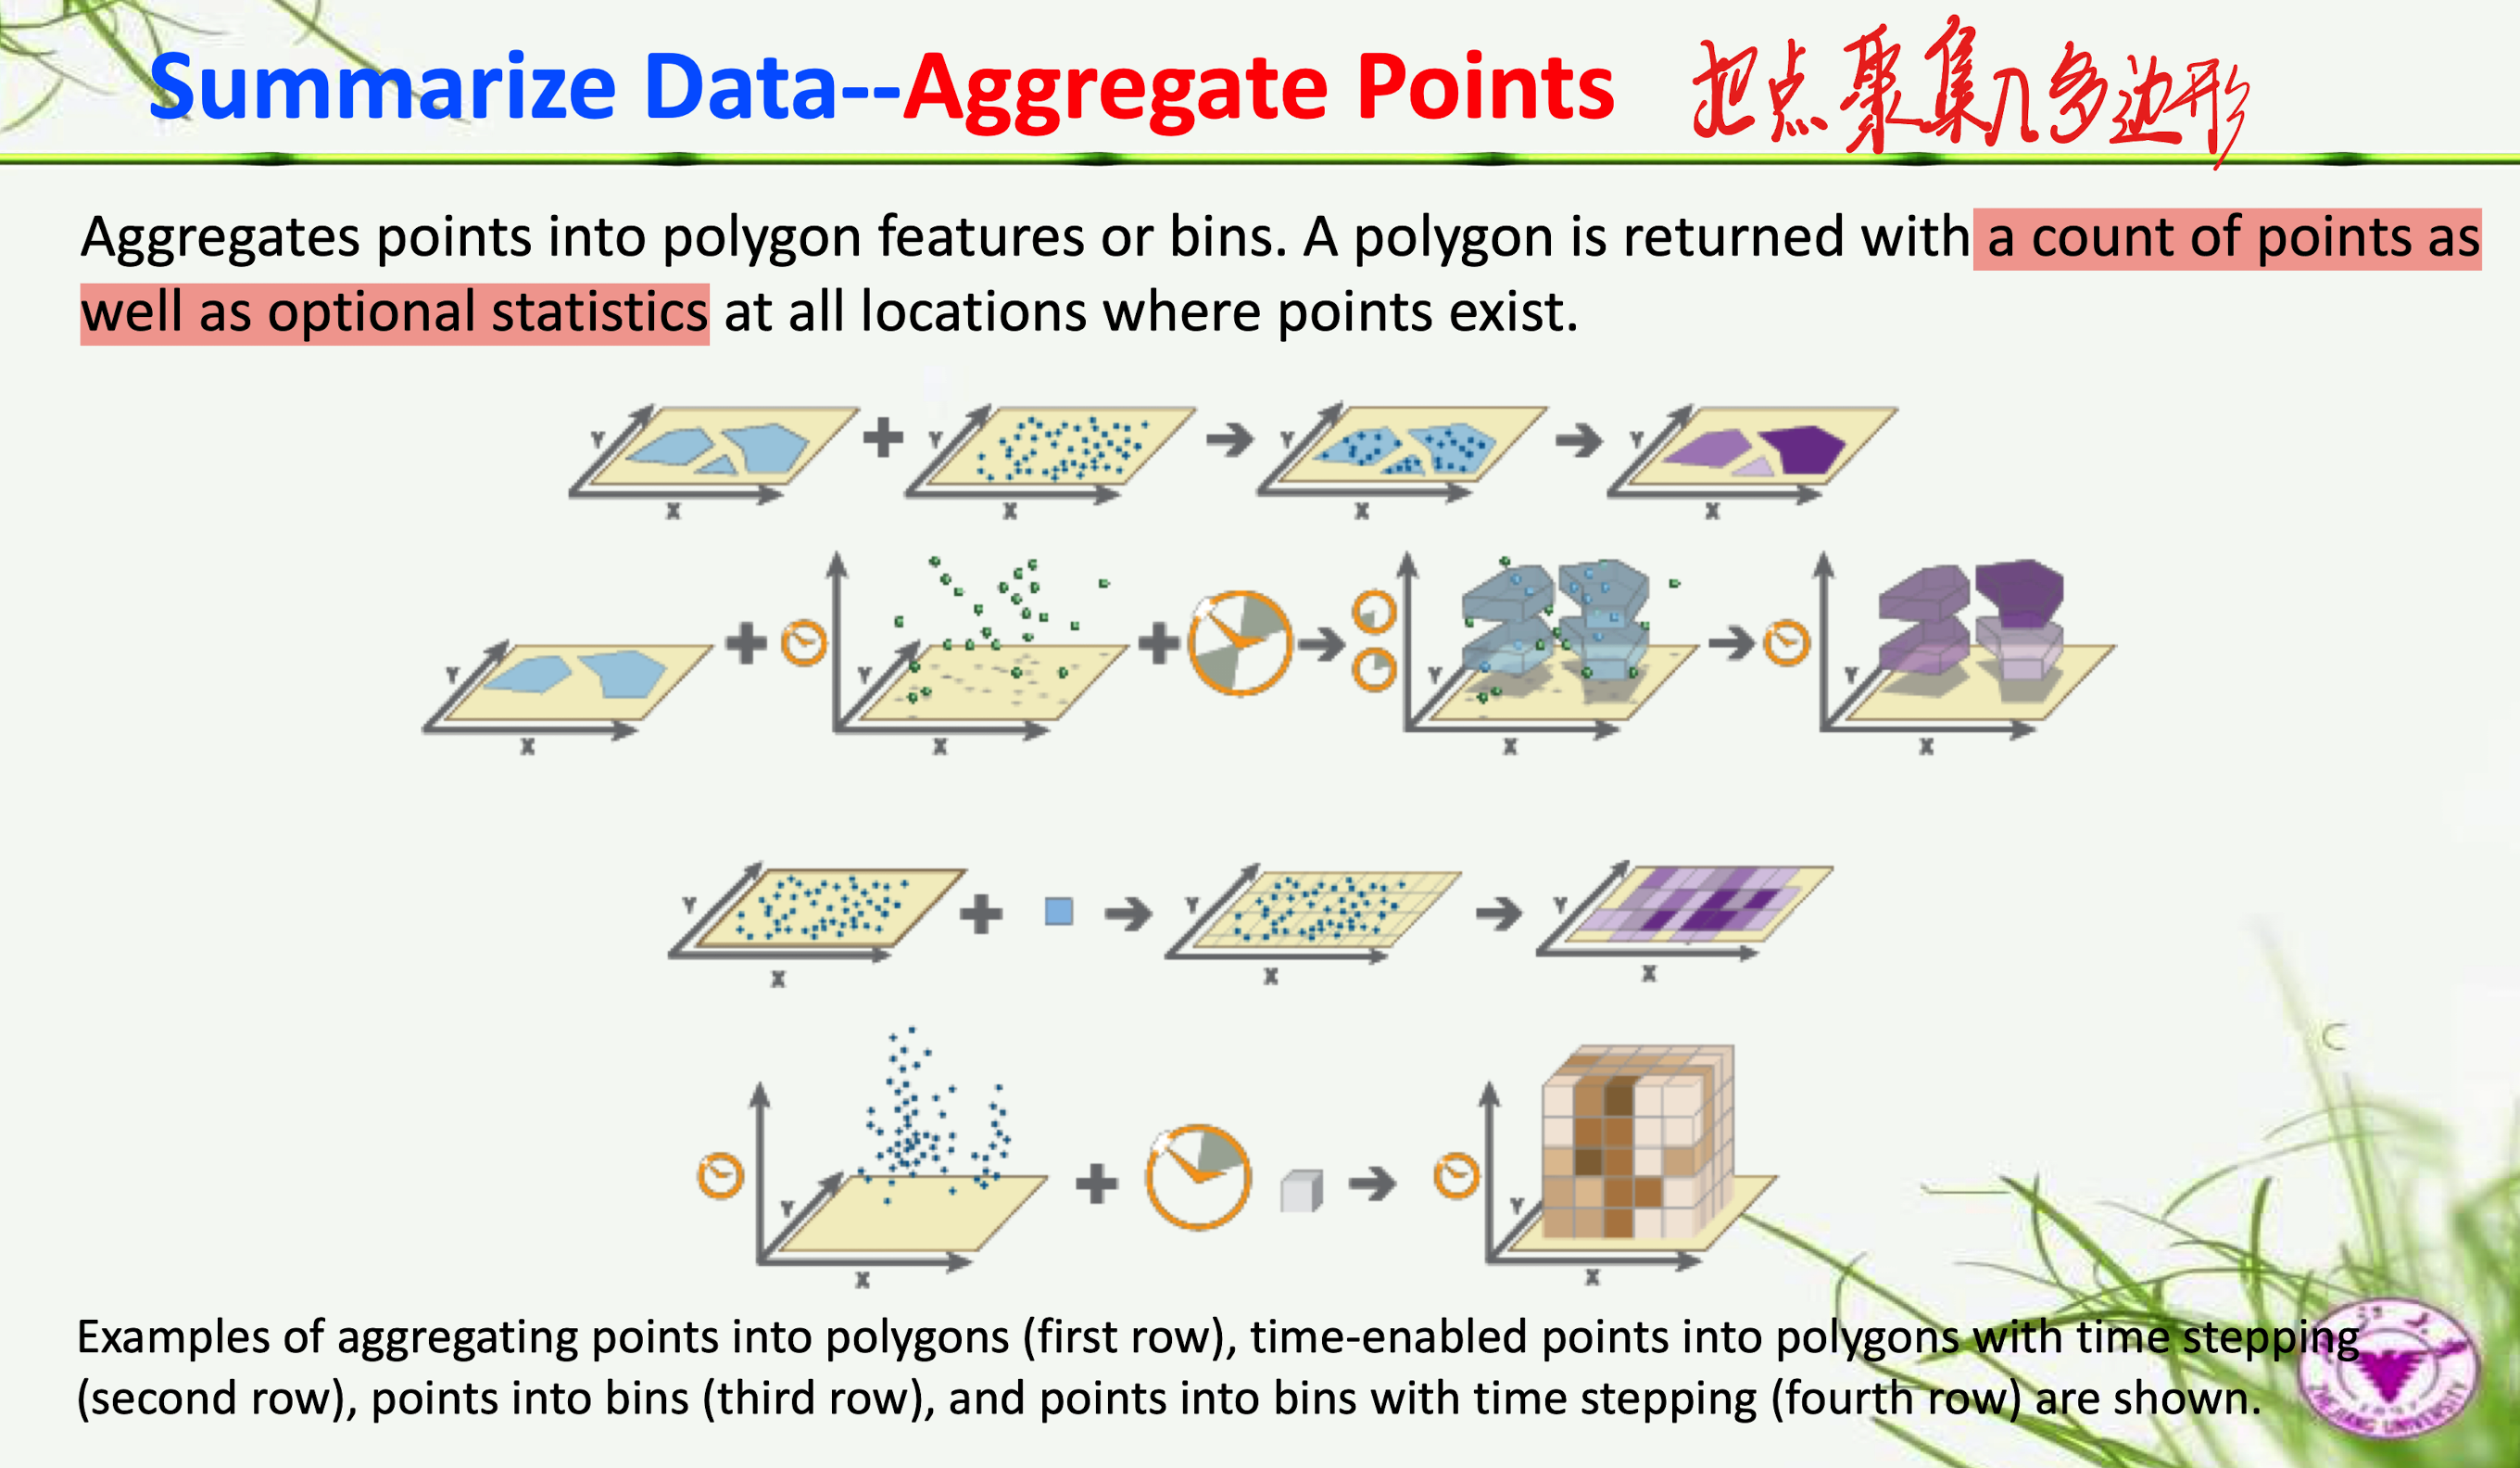 Summarize Data--Aggregate Points 把点聚集入多边形
Aggregates points into polygon features or bins. A polygon is returned with a count of points as
well as optional statistics at all locations where points exist.
Y X Y X Y X Y X
Y X Y X Y X Y X
Y X Y X Y X
Y X Y X
Examples of aggregating points into polygons (first row), time-enabled points into polygons with time stepping
(second row), points into bins (third row), and points into bins with time stepping (fourth row) are shown.
ZHEJIANG UNIVERSITY